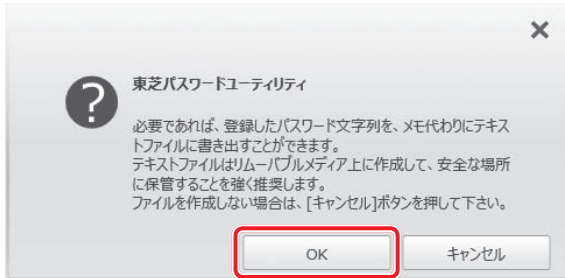 東芝パスワードユーティリティ
必要であれば、登録したパスワード文字列を、メモ代わりにテキス
トファイルに書き出すことができます。
テキストファイルはリムーバブルメディア上に作成して、安全な場所
に保管することを強く推奨します。
ファイルを作成しない場合は、[キャンセル]ボタンを押して下さい。
OK
キャンセル